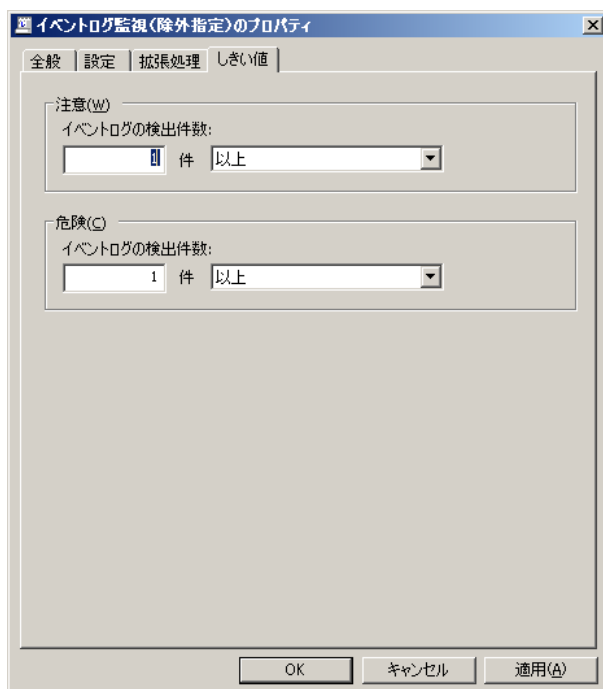 イベントログ監視(除外指定)のプロパティ
全般 設定 拡張処理 しきい値
注意(W)
イベントログの検出件数:
1 件 以上
危険(C)
イベントログの検出件数:
1 件 以上
OK キャンセル 適用(A)